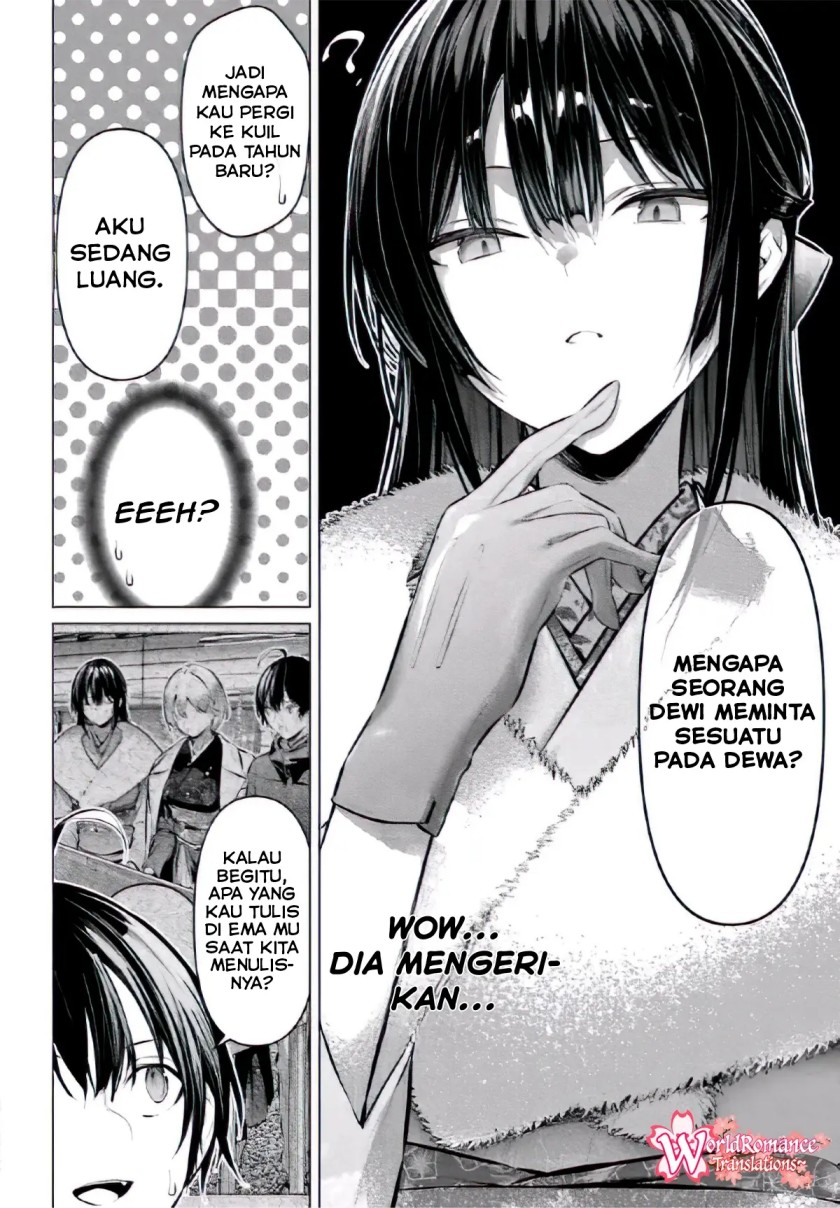 ?
MENGAPA
SEORANG
DEWI MEMINTA
SESUATU
PADA DEWA?
WOW...
DIA MENGERI-
KAN...
JADI
MENGAPA
KAU PERGI
KE KUIL
PADA TAHUN
BARU?
AKU
SEDANG
LUANG.
EEEH?
KALAU
BEGITU,
APA YANG
KAU TULIS
DI EMA MU
SAAT KITA
MENULIS-
NYA?
WORLDROMANCE
TRANSLATIONS